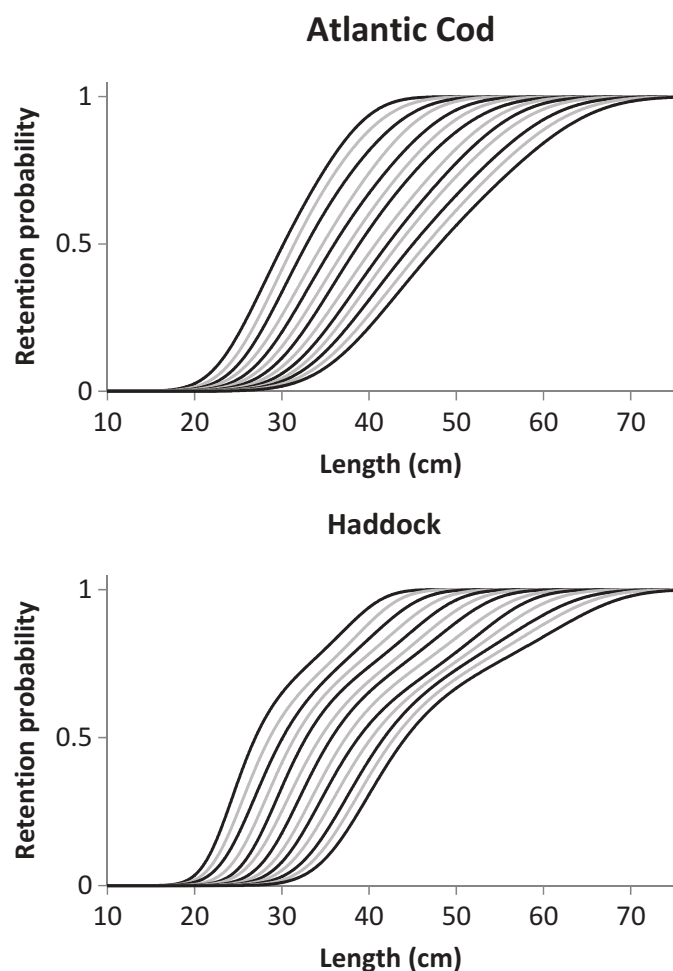 Atlantic Cod
Retention probability
1
0.5
0
10 20 30 40 50 60 70
Length (cm)
Haddock
Retention probability
1
0.5
0
10 20 30 40 50 60 70
Length (cm)